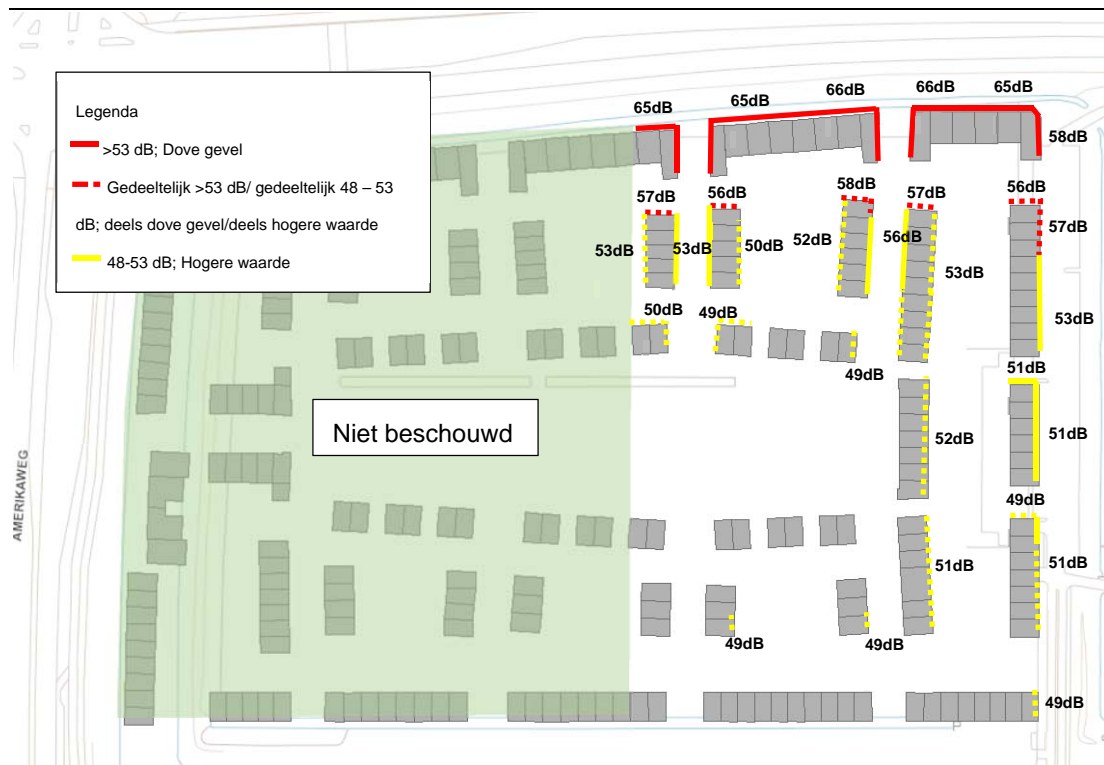 Legenda
>53 dB; Dove gevel
Gedeeltelijk >53 dB/ gedeeltelijk 48 – 53
dB; deels dove gevel/deels hogere waarde
48-53 dB; Hogere waarde
65dB
65dB
66dB
66dB
65dB
58dB
57dB
56dB
58dB
57dB
56dB
57dB
53dB
53dB
50dB
52dB
56dB
53dB
53dB
50dB
49dB
49dB
51dB
Niet beschouwd
52dB
51dB
AMERIKAWEG
49dB
51dB
51dB
49dB
49dB
49dB